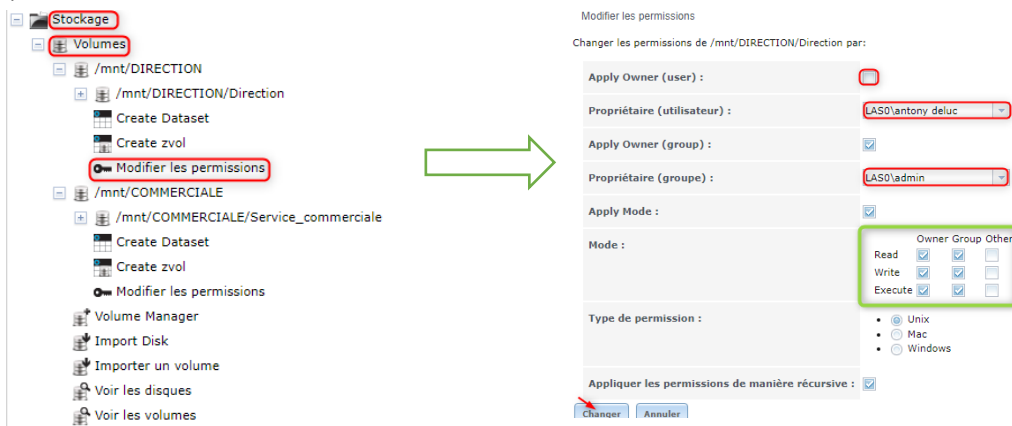 Stockage
Volumes
/mnt/DIRECTION
/mnt/DIRECTION/Direction
Create Dataset
Create zvol
Modifier les permissions
/mnt/COMMERCIALE
/mnt/COMMERCIALE/Service_commerciale
Create Dataset
Create zvol
Modifier les permissions
Volume Manager
Import Disk
Importer un volume
Voir les disques
Voir les volumes
Modifier les permissions
Changer les permissions de /mnt/DIRECTION/Direction par:
Apply Owner (user) :
Propriétaire (utilisateur) : LAS0\antony deluc
Apply Owner (group) :
Propriétaire (groupe) : LAS0\admin
Apply Mode :
Mode :
Owner Group Other
Read
Write
Execute
Type de permission :
Unix
Mac
Windows
Appliquer les permissions de manière récursive :
Changer Annuler